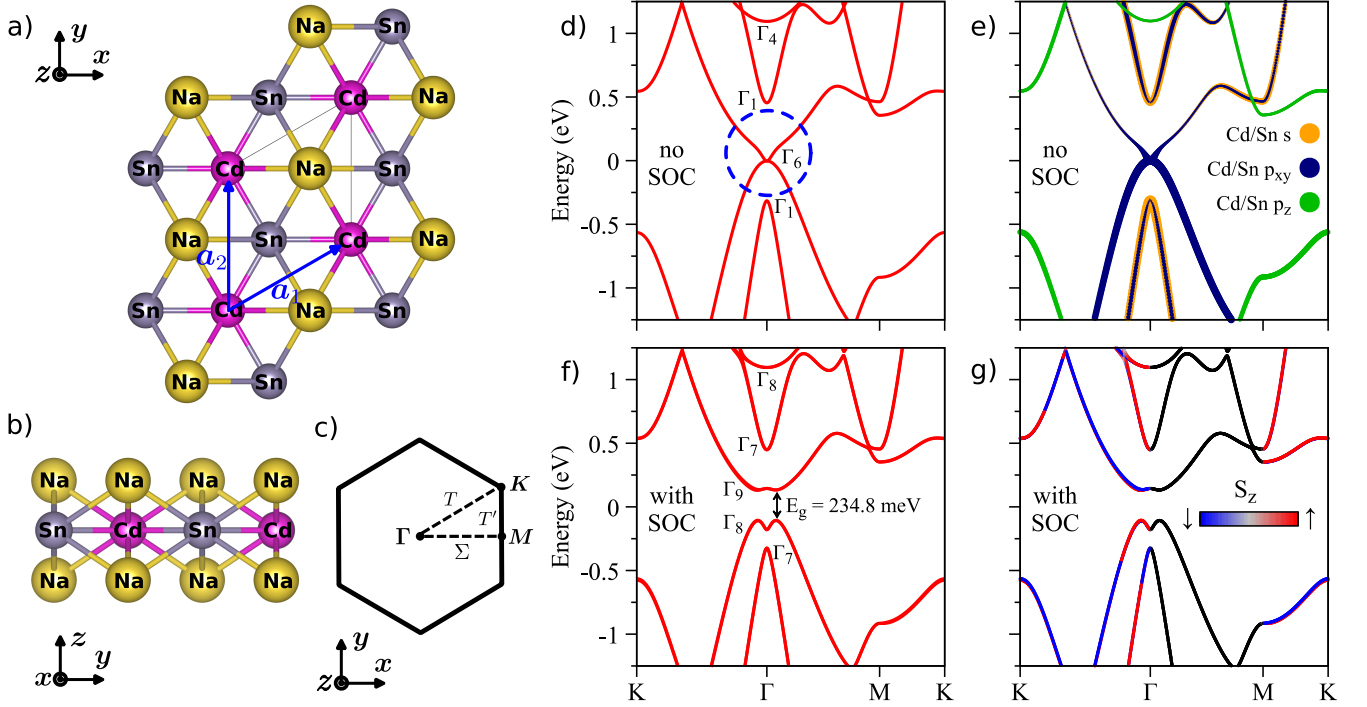 a)
y
z x
Na Sn
Na Sn Cd Na
Sn Cd Na Sn
Na Sn Cd Na
a₂
a₁
Sn Cd Na Sn
Na Sn
b)
Na Na Na Na
Sn Cd Sn Cd
Na Na Na Na
z
x y
c)
K
T
T′
Γ M
Σ
y
z x
d)
Energy (eV)
1
0.5
0
-0.5
-1
Γ₄
Γ₁
Γ₆
Γ₁
no
SOC
K Γ M K
e)
no
SOC
Cd/Sn s
Cd/Sn pxy
Cd/Sn pz
K Γ M K
f)
Energy (eV)
1
0.5
0
-0.5
-1
Γ₈
Γ₇
Γ₉
Γ₈
Γ₇
with
SOC
Eg = 234.8 meV
K Γ M K
g)
with
SOC
Sz
↓ ↑
K Γ M K